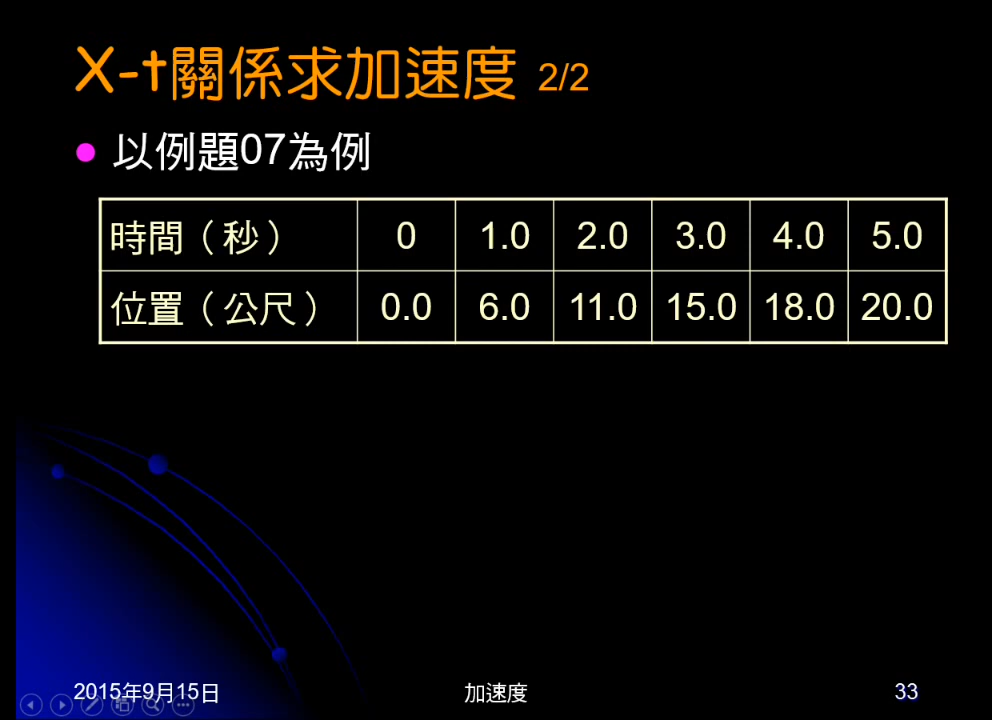 X-t關係求加速度 2/2
以例題07為例
時間（秒） 0 1.0 2.0 3.0 4.0 5.0
位置（公尺） 0.0 6.0 11.0 15.0 18.0 20.0
2015年9月15日 加速度 33